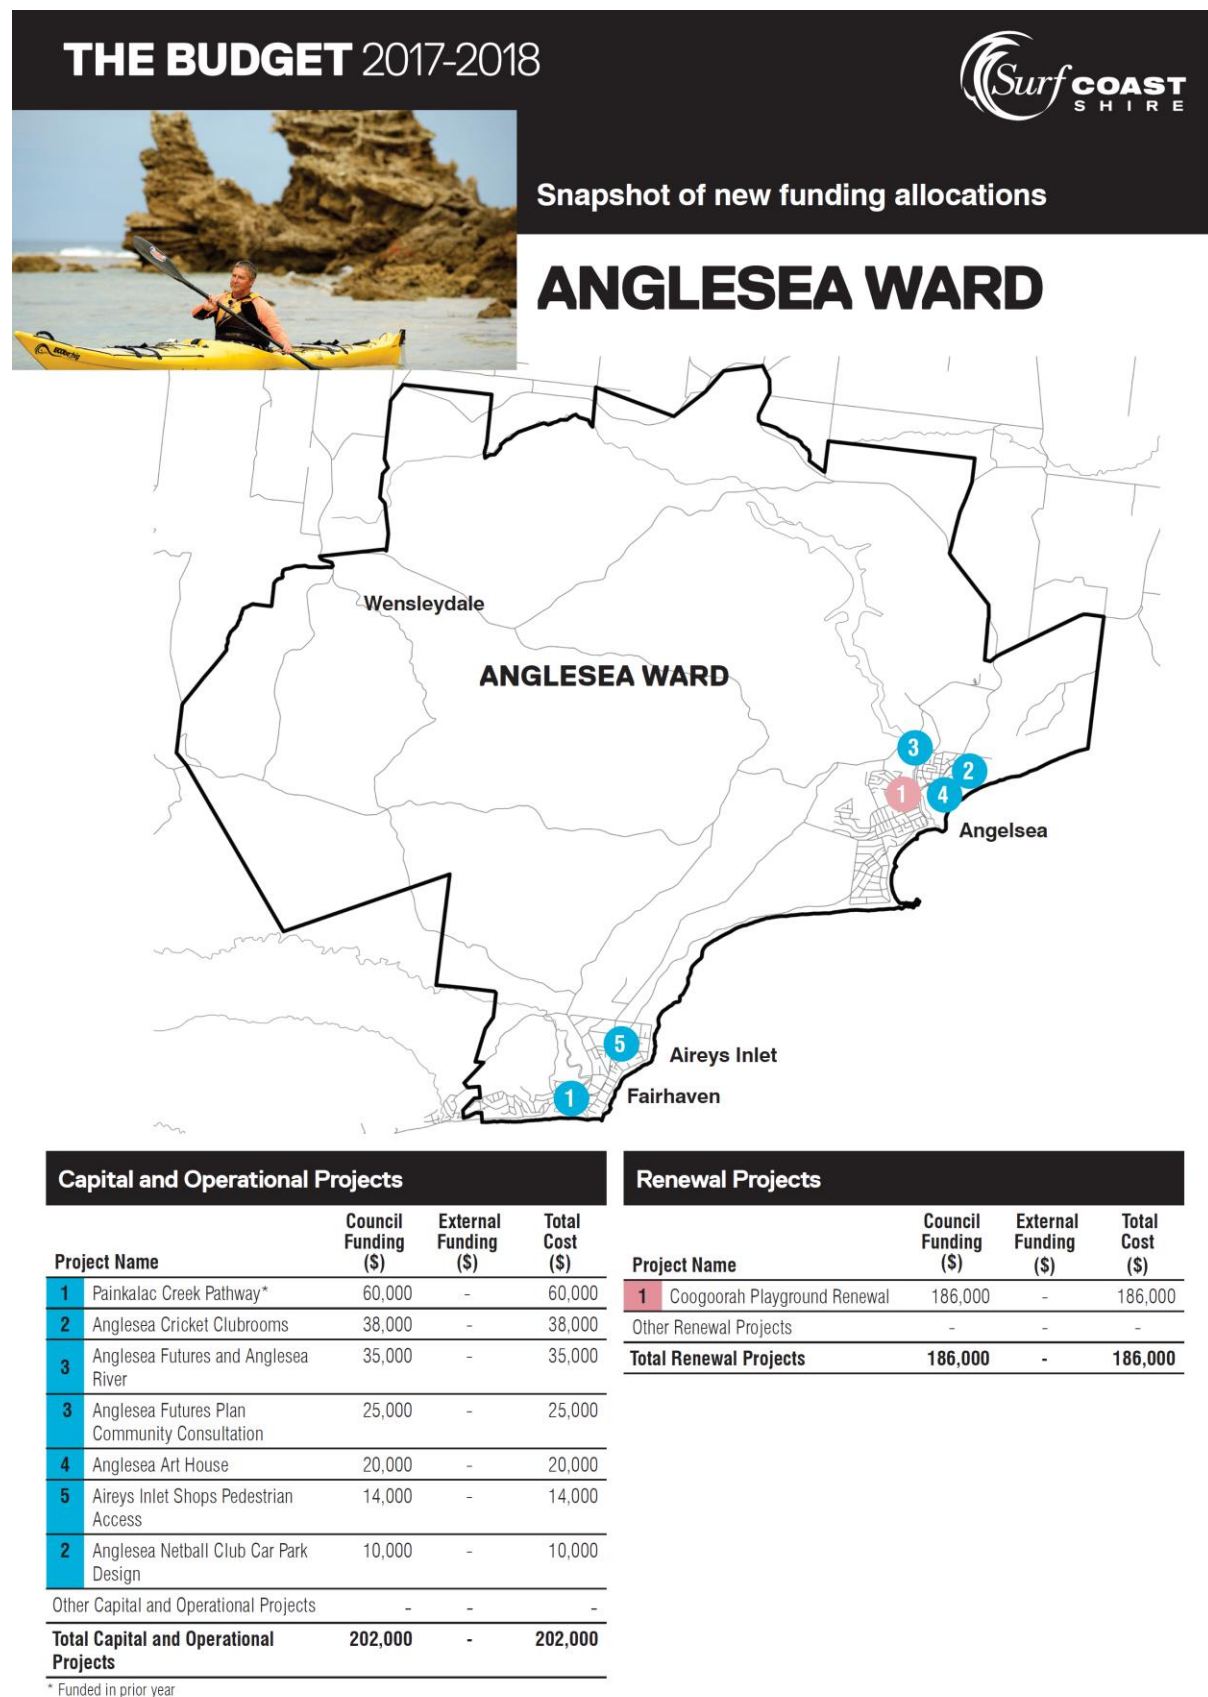 THE BUDGET 2017-2018
Surf COAST
SHIRE
Snapshot of new funding allocations
ANGLESEA WARD
Wensleydale
ANGLESEA WARD
3
2
1
4
Angelsea
5
Aireys Inlet
1
Fairhaven
Capital and Operational Projects
Project Name Council Funding ($) External Funding ($) Total Cost ($)
1 Painkalac Creek Pathway* 60,000 - 60,000
2 Anglesea Cricket Clubrooms 38,000 - 38,000
3 Anglesea Futures and Anglesea 35,000 - 35,000
River
3 Anglesea Futures Plan 25,000 - 25,000
Community Consultation
4 Anglesea Art House 20,000 - 20,000
5 Aireys Inlet Shops Pedestrian 14,000 - 14,000
Access
2 Anglesea Netball Club Car Park 10,000 - 10,000
Design
Other Capital and Operational Projects - - -
Total Capital and Operational 202,000 - 202,000
Projects
* Funded in prior year
Renewal Projects
Project Name Council Funding ($) External Funding ($) Total Cost ($)
1 Coogoorah Playground Renewal 186,000 - 186,000
Other Renewal Projects - - -
Total Renewal Projects 186,000 - 186,000